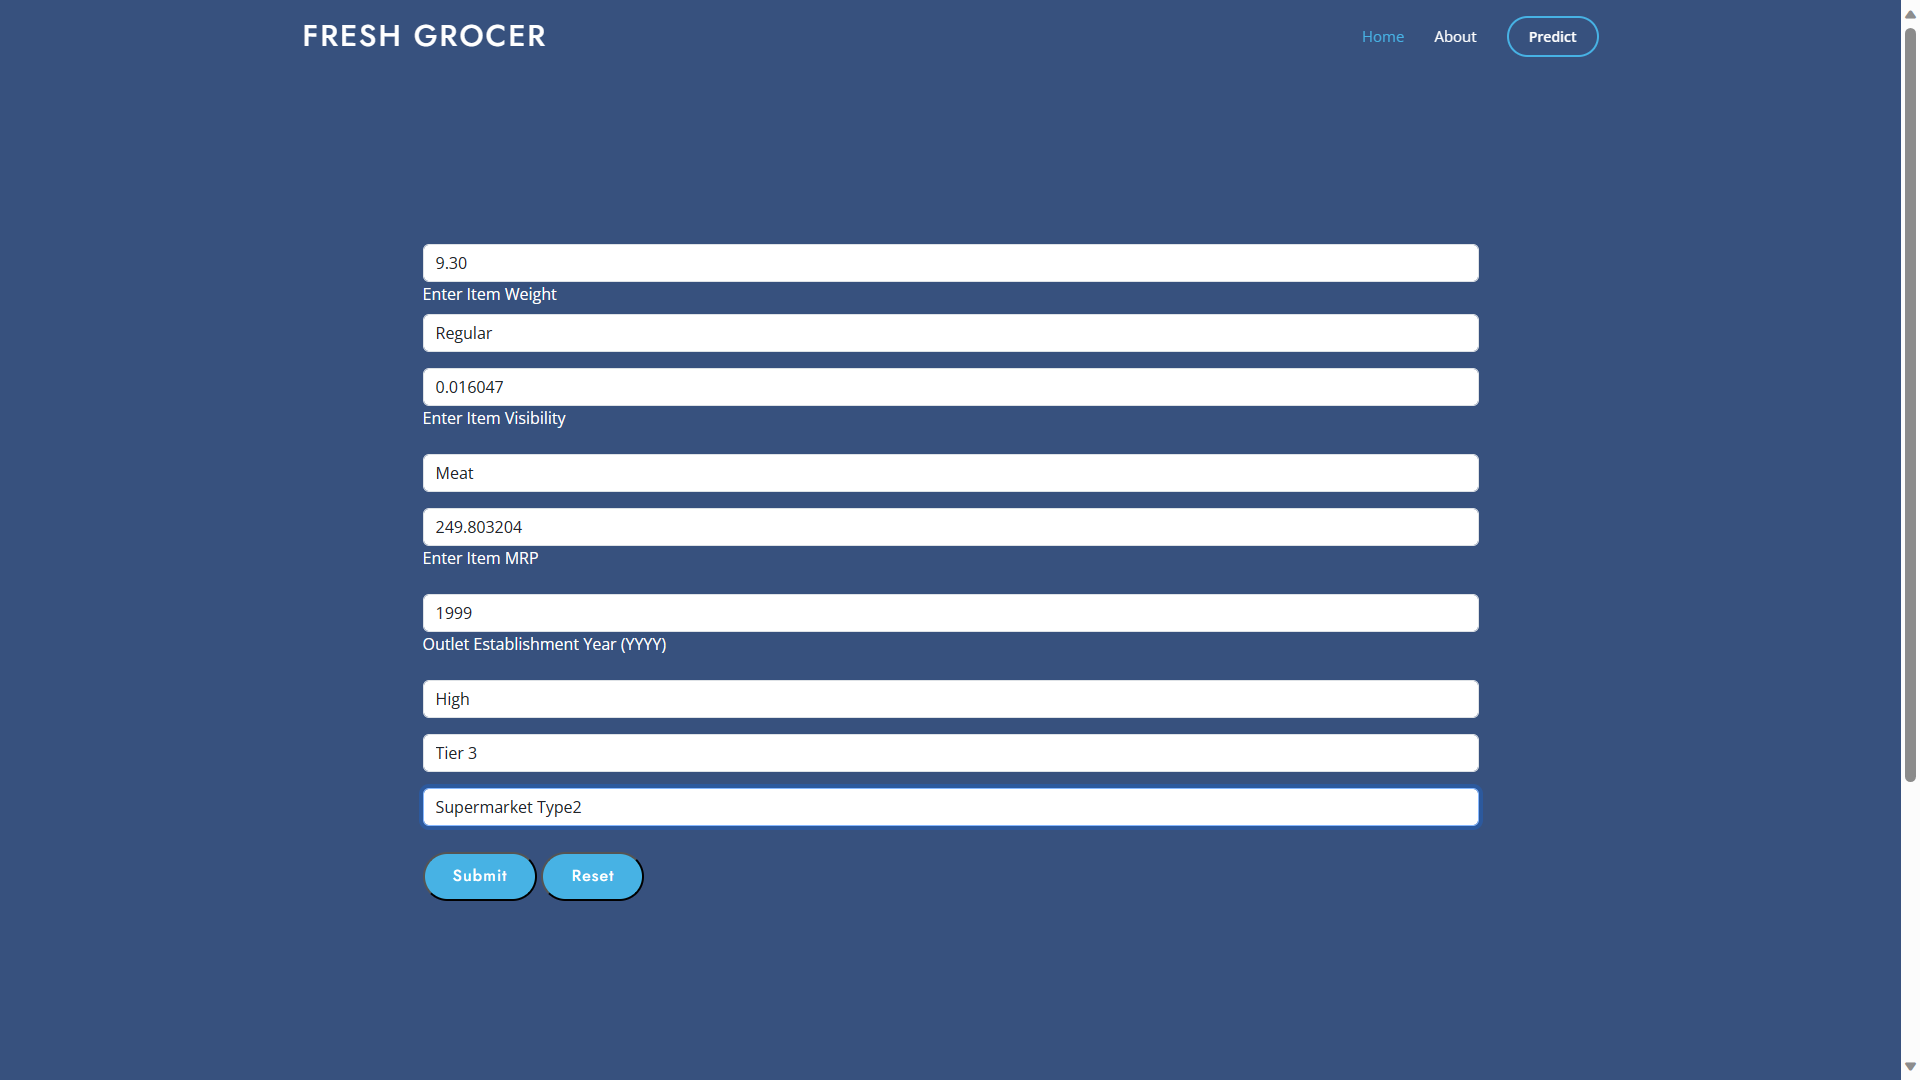 FRESH GROCER
Home About Predict
9.30
Enter Item Weight
Regular
0.016047
Enter Item Visibility
Meat
249.803204
Enter Item MRP
1999
Outlet Establishment Year (YYYY)
High
Tier 3
Supermarket Type2
Submit Reset